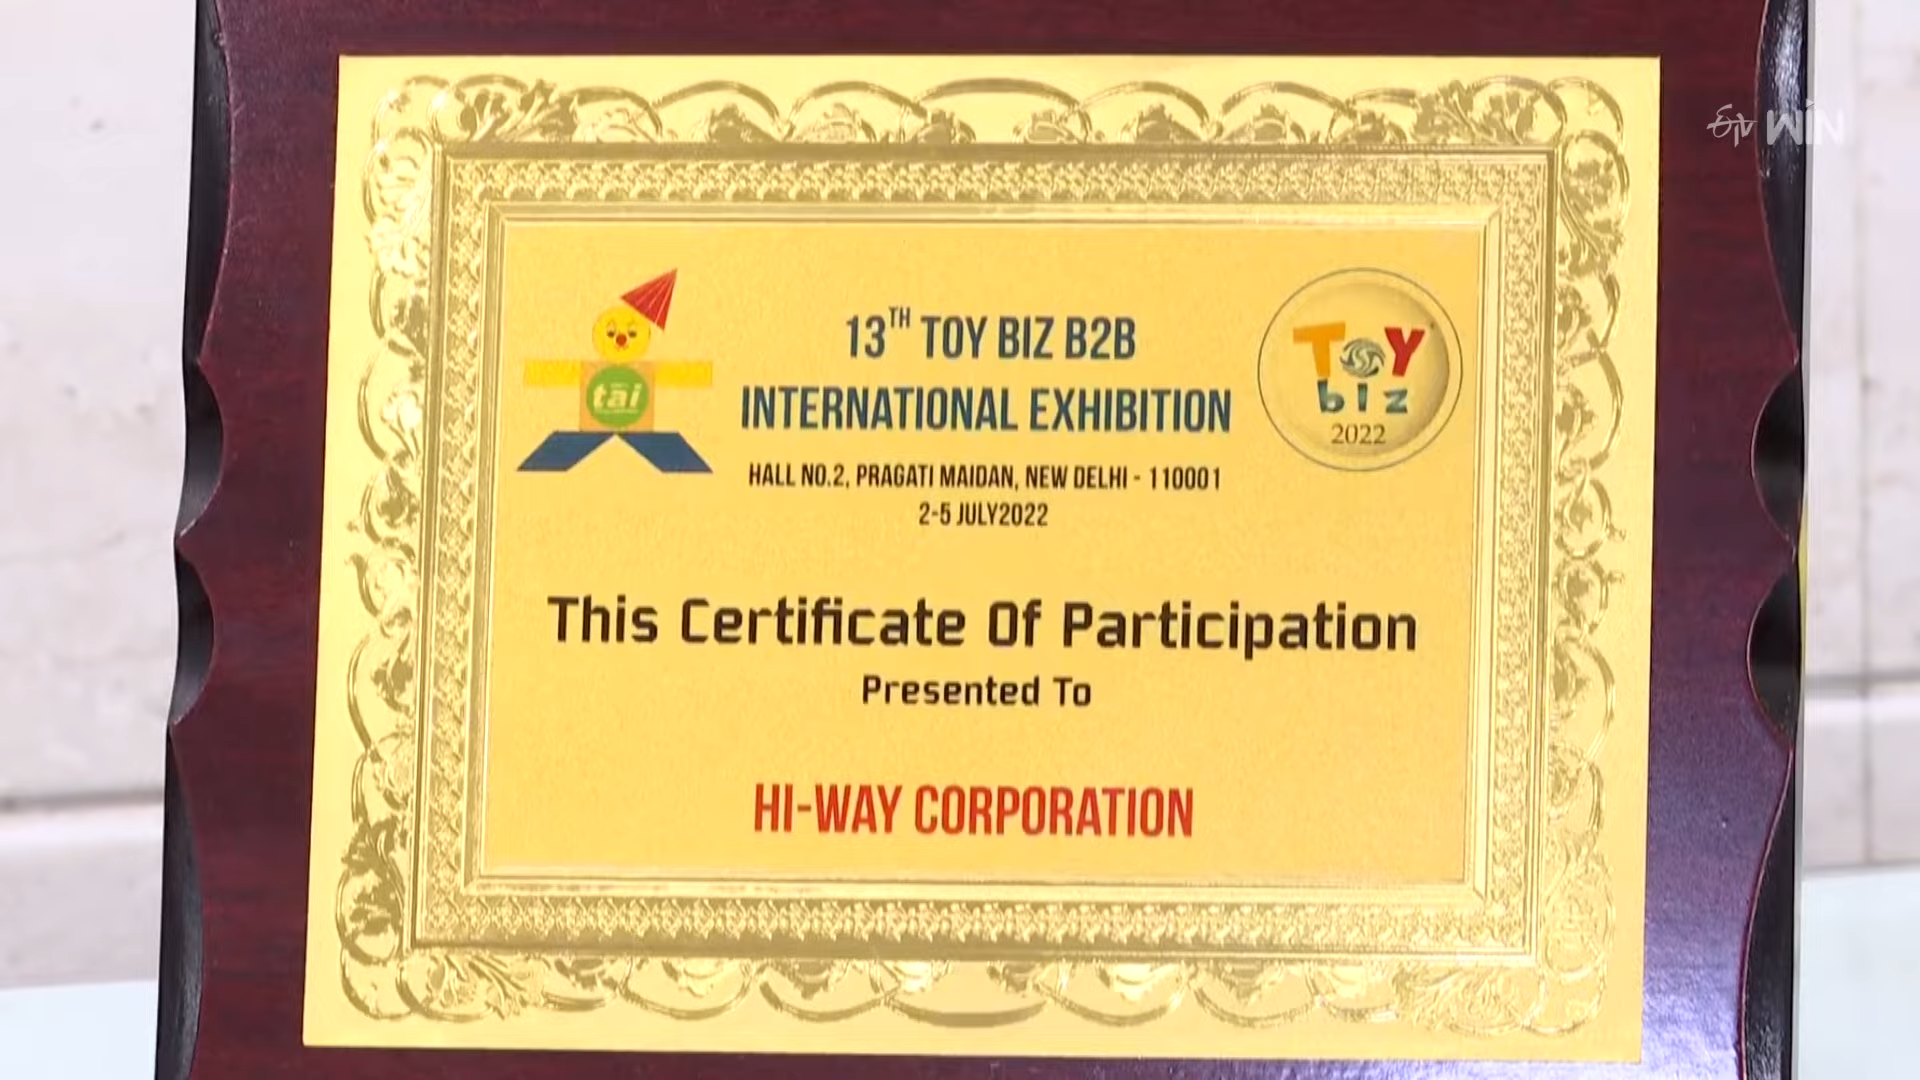 ETV WIN
13TH TOY BIZ B2B
INTERNATIONAL EXHIBITION
HALL NO.2, PRAGATI MAIDAN, NEW DELHI - 110001
2-5 JULY2022
tai
TOY
biz
2022
This Certificate Of Participation
Presented To
HI-WAY CORPORATION